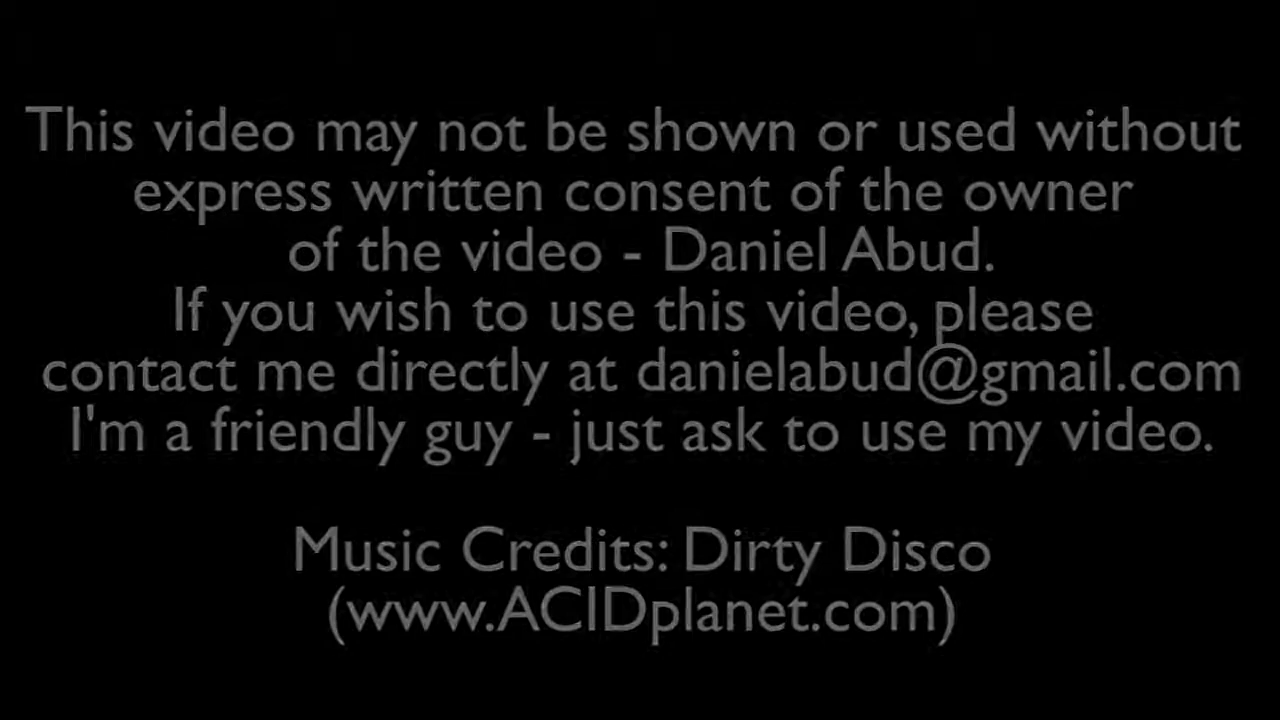 This video may not be shown or used without
express written consent of the owner
of the video - Daniel Abud.
If you wish to use this video, please
contact me directly at danielabud@gmail.com
I'm a friendly guy - just ask to use my video.
Music Credits: Dirty Disco
(www.ACIDplanet.com)